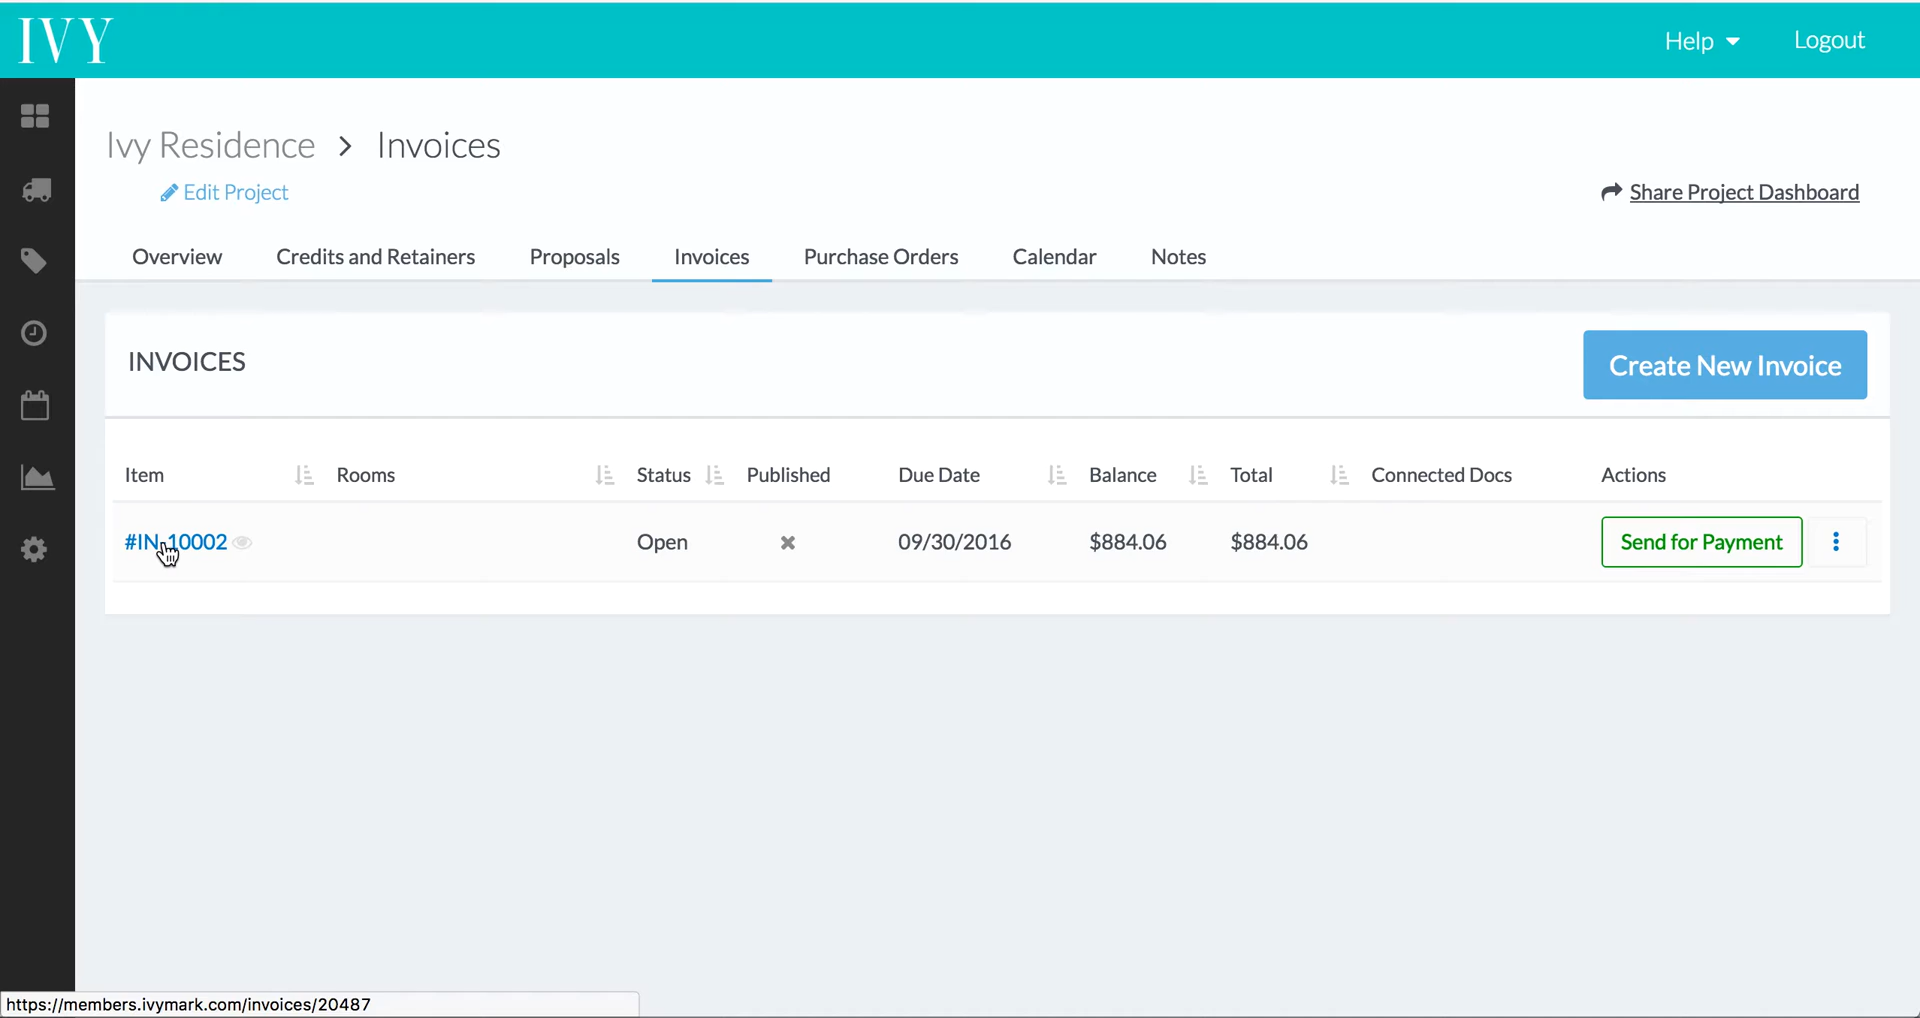 IVY
Help
Logout
Ivy Residence > Invoices
Edit Project
Share Project Dashboard
Overview
Credits and Retainers
Proposals
Invoices
Purchase Orders
Calendar
Notes
INVOICES
Create New Invoice
Item
Rooms
Status
Published
Due Date
Balance
Total
Connected Docs
Actions
#IN-10002
Open
09/30/2016
$884.06
$884.06
Send for Payment
https://members.ivymark.com/invoices/20487